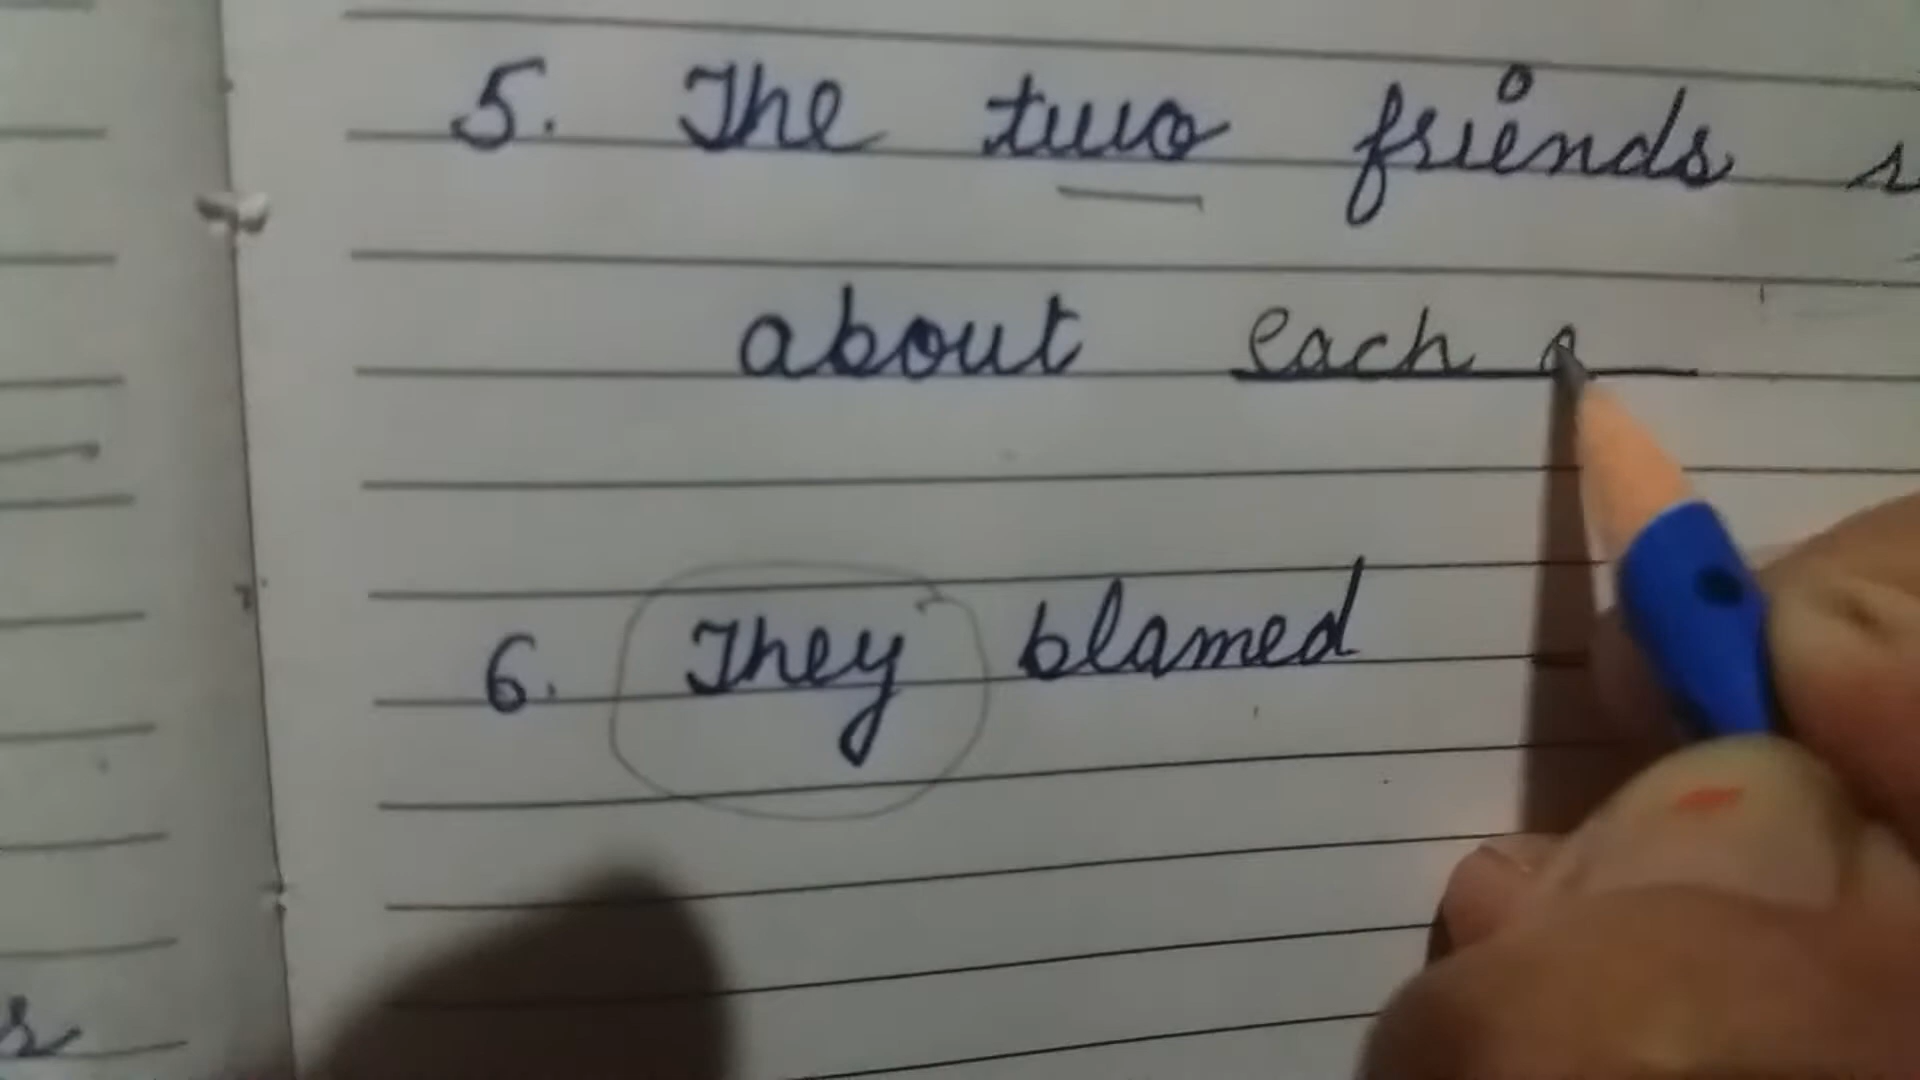 5. The two friends
about each
6. They blamed